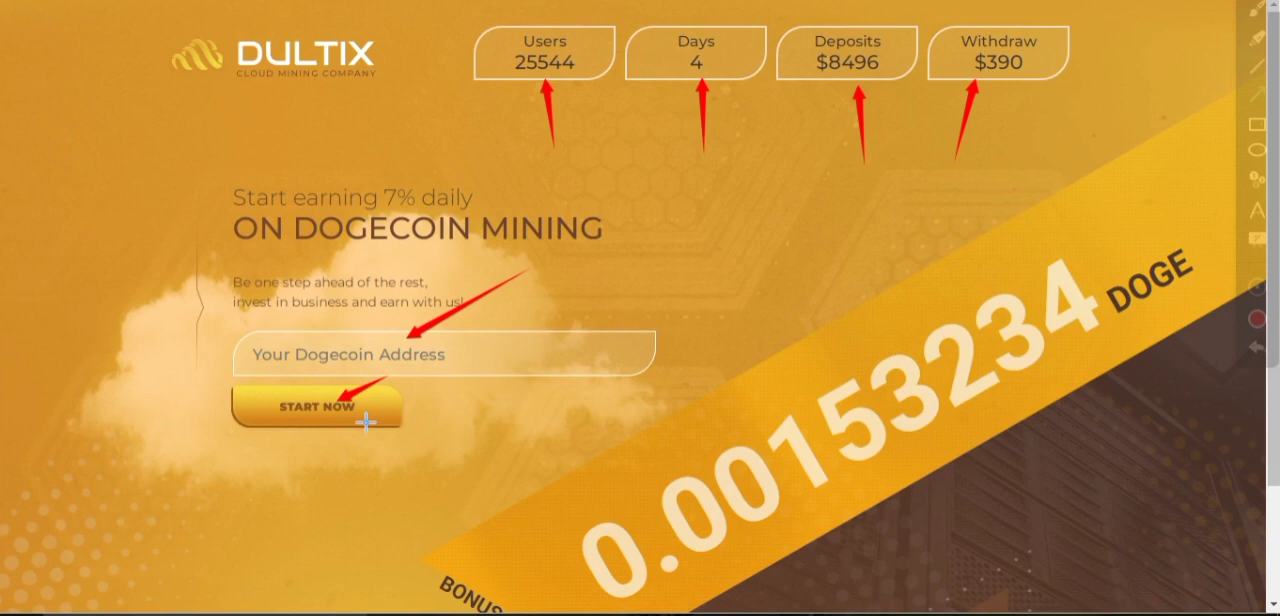 DULTIX
CLOUD MINING COMPANY
Users
25544
Days
4
Deposits
$8496
Withdraw
$390
Start earning 7% daily
ON DOGECOIN MINING
Be one step ahead of the rest,
invest in business and earn with us!
Your Dogecoin Address
START NOW
0.00153234 DOGE
BONUS